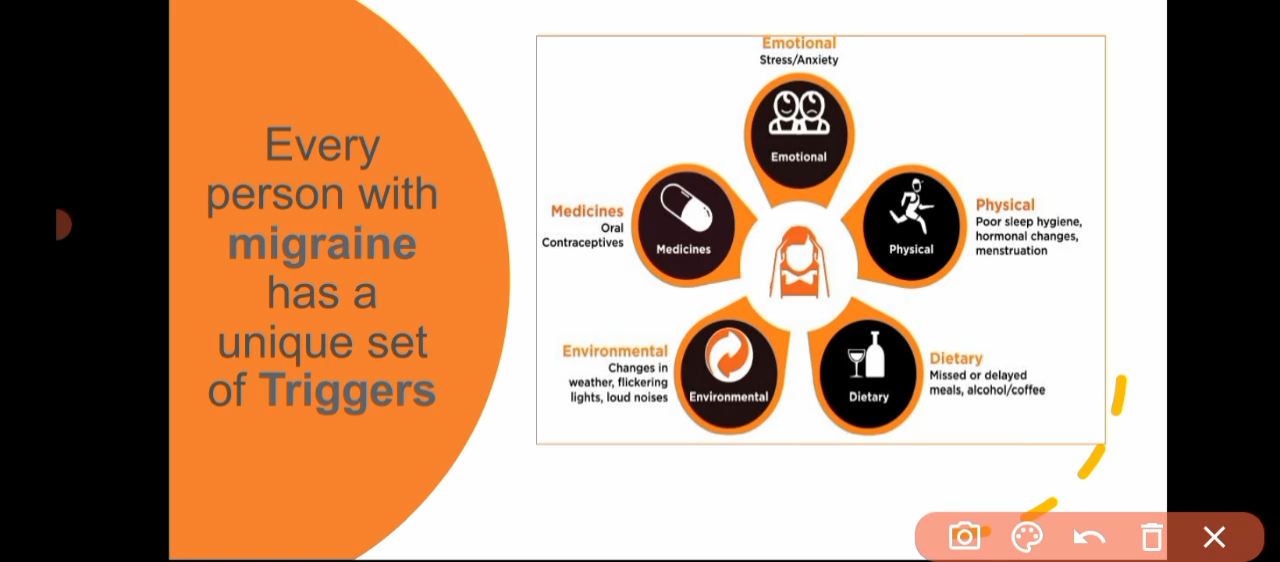 Every
person with
migraine
has a
unique set
of Triggers
Emotional
Stress/Anxiety
Emotional
Medicines
Oral
Contraceptives
Medicines
Physical
Physical
Poor sleep hygiene,
hormonal changes,
menstruation
Environmental
Changes in
weather, flickering
lights, loud noises
Environmental
Dietary
Dietary
Missed or delayed
meals, alcohol/coffee